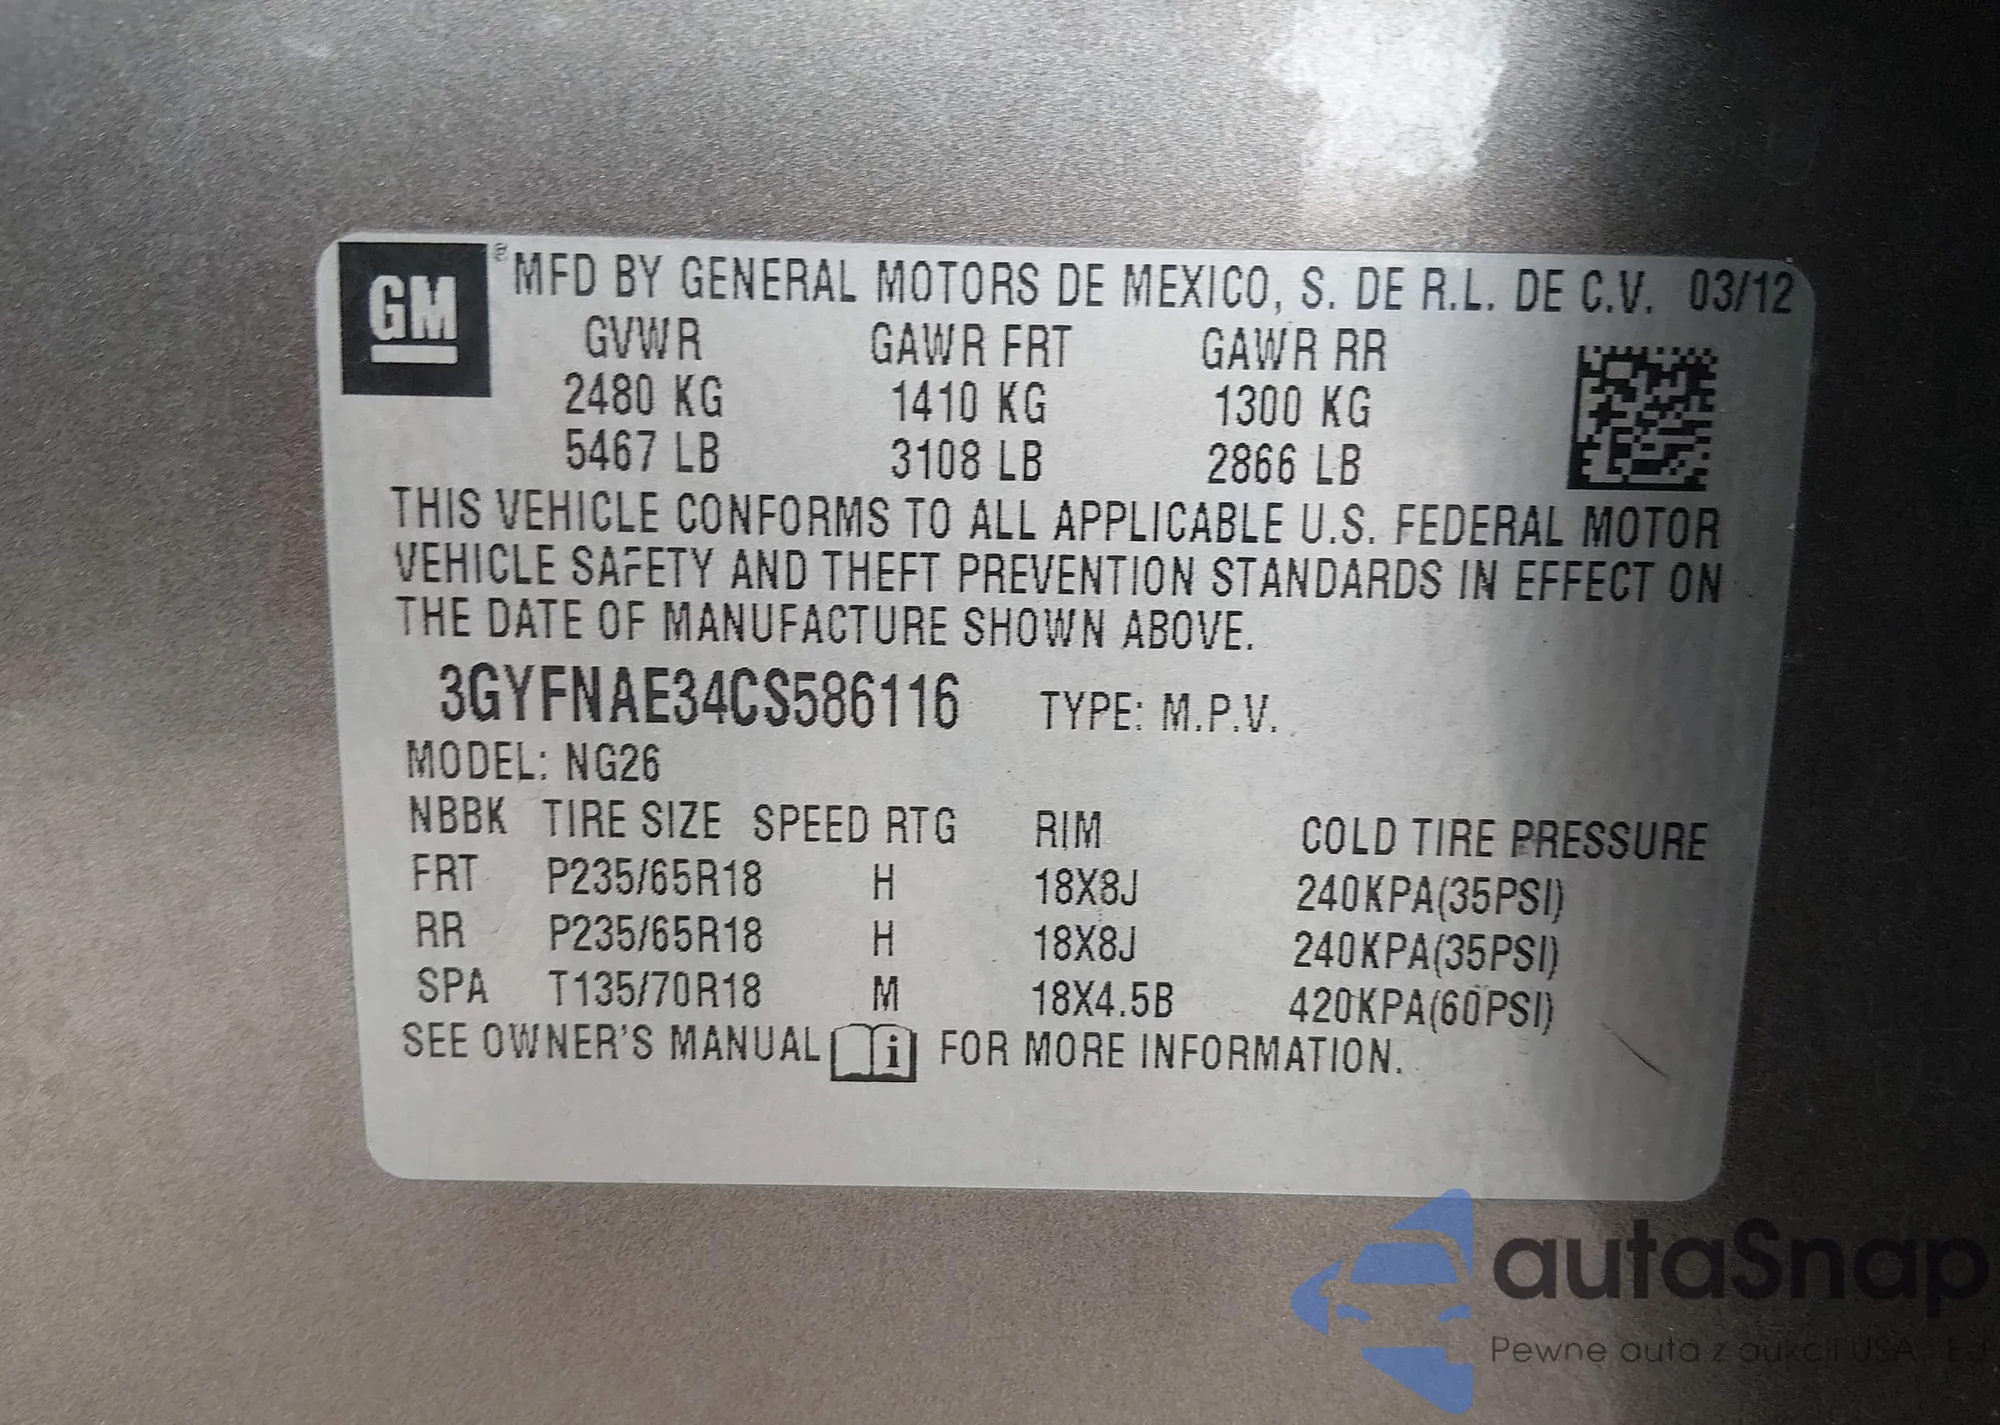 GM ® MFD BY GENERAL MOTORS DE MEXICO, S. DE R.L. DE C.V. 03/12
GVWR GAWR FRT GAWR RR
2480 KG 1410 KG 1300 KG
5467 LB 3108 LB 2866 LB
THIS VEHICLE CONFORMS TO ALL APPLICABLE U.S. FEDERAL MOTOR
VEHICLE SAFETY AND THEFT PREVENTION STANDARDS IN EFFECT ON
THE DATE OF MANUFACTURE SHOWN ABOVE.
3GYFNAE34CS586116 TYPE: M.P.V.
MODEL: NG26
NBBK TIRE SIZE SPEED RTG RIM COLD TIRE PRESSURE
FRT P235/65R18 H 18X8J 240KPA(35PSI)
RR P235/65R18 H 18X8J 240KPA(35PSI)
SPA T135/70R18 M 18X4.5B 420KPA(60PSI)
SEE OWNER'S MANUAL i FOR MORE INFORMATION.
autaSnap
Pewne auta z aukcji USA